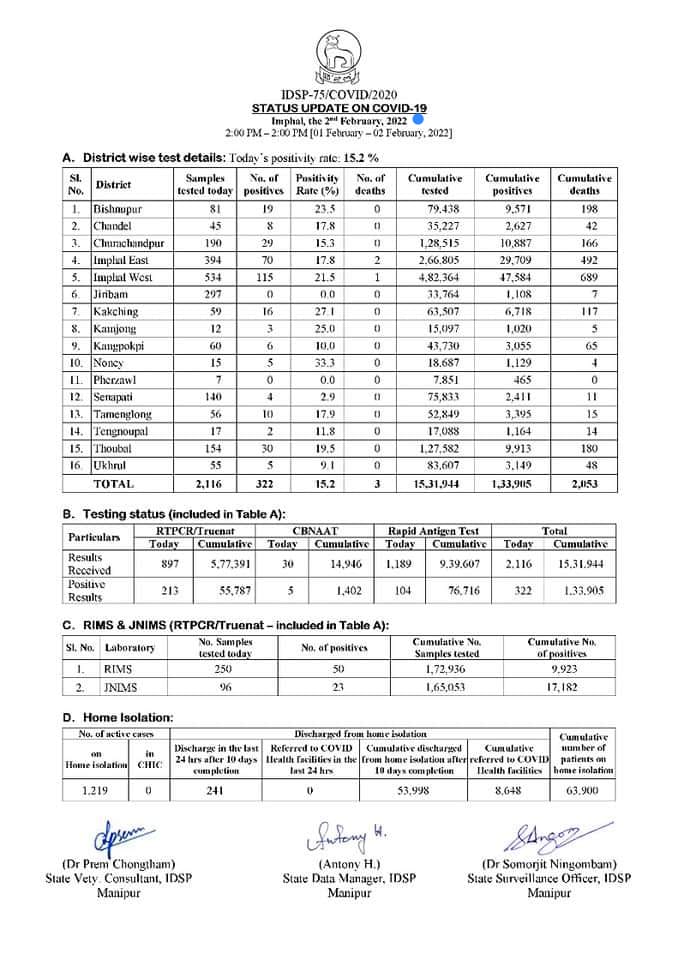 IDSP-75/COVID/2020
STATUS UPDATE ON COVID-19
Imphal, the 2nd February, 2022
2:00 PM – 2:00 PM [01 February – 02 February, 2022]
A. District wise test details: Today's positivity rate: 15.2 %
Sl. No. District Samples tested today No. of positives Positivity Rate (%) No. of deaths Cumulative tested Cumulative positives Cumulative deaths
1. Bishnupur 81 19 23.5 0 79,438 9,571 198
2. Chandel 45 8 17.8 0 35,227 2,627 42
3. Churachandpur 190 29 15.3 0 1,28,515 10,887 166
4. Imphal East 394 70 17.8 2 2,66,805 29,709 492
5. Imphal West 534 115 21.5 1 4,82,364 47,584 689
6. Jiribam 297 0 0.0 0 33,764 1,108 7
7. Kakching 59 16 27.1 0 63,507 6,718 117
8. Kamjong 12 3 25.0 0 15,097 1,020 5
9. Kangpokpi 60 6 10.0 0 43,730 3,055 65
10. Noney 15 5 33.3 0 18,687 1,129 4
11. Pherzawl 7 0 0.0 0 7,851 465 0
12. Senapati 140 4 2.9 0 75,833 2,411 11
13. Tamenglong 56 10 17.9 0 52,849 3,395 15
14. Tengnoupal 17 2 11.8 0 17,088 1,164 14
15. Thoubal 154 30 19.5 0 1,27,582 9,913 180
16. Ukhrul 55 5 9.1 0 83,607 3,149 48
TOTAL 2,116 322 15.2 3 15,31,944 1,33,905 2,053
B. Testing status (included in Table A):
Particulars RTPCR/Truenat CBNAAT Rapid Antigen Test Total
Today Cumulative Today Cumulative Today Cumulative Today Cumulative
Results Received 897 5,77,391 30 14,946 1,189 9,39,607 2,116 15,31,944
Positive Results 213 55,787 5 1,402 104 76,716 322 1,33,905
C. RIMS & JNIMS (RTPCR/Truenat – included in Table A):
Sl. No. Laboratory No. Samples tested today No. of positives Cumulative No. Samples tested Cumulative No. of positives
1. RIMS 250 50 1,72,936 9,923
2. JNIMS 96 23 1,65,053 17,182
D. Home Isolation:
No. of active cases Discharged from home isolation Cumulative number of patients on home isolation
on Home isolation in CHIC Discharge in the last 24 hrs after 10 days completion Referred to COVID Health facilities in the last 24 hrs Cumulative discharged from home isolation after 10 days completion Cumulative referred to COVID Health facilities
1,219 0 241 0 53,998 8,648 63,900
Antony H.
(Dr Prem Chongtham) (Antony H.) (Dr Somorjit Ningombam)
State Vety. Consultant, IDSP State Data Manager, IDSP State Surveillance Officer, IDSP
Manipur Manipur Manipur